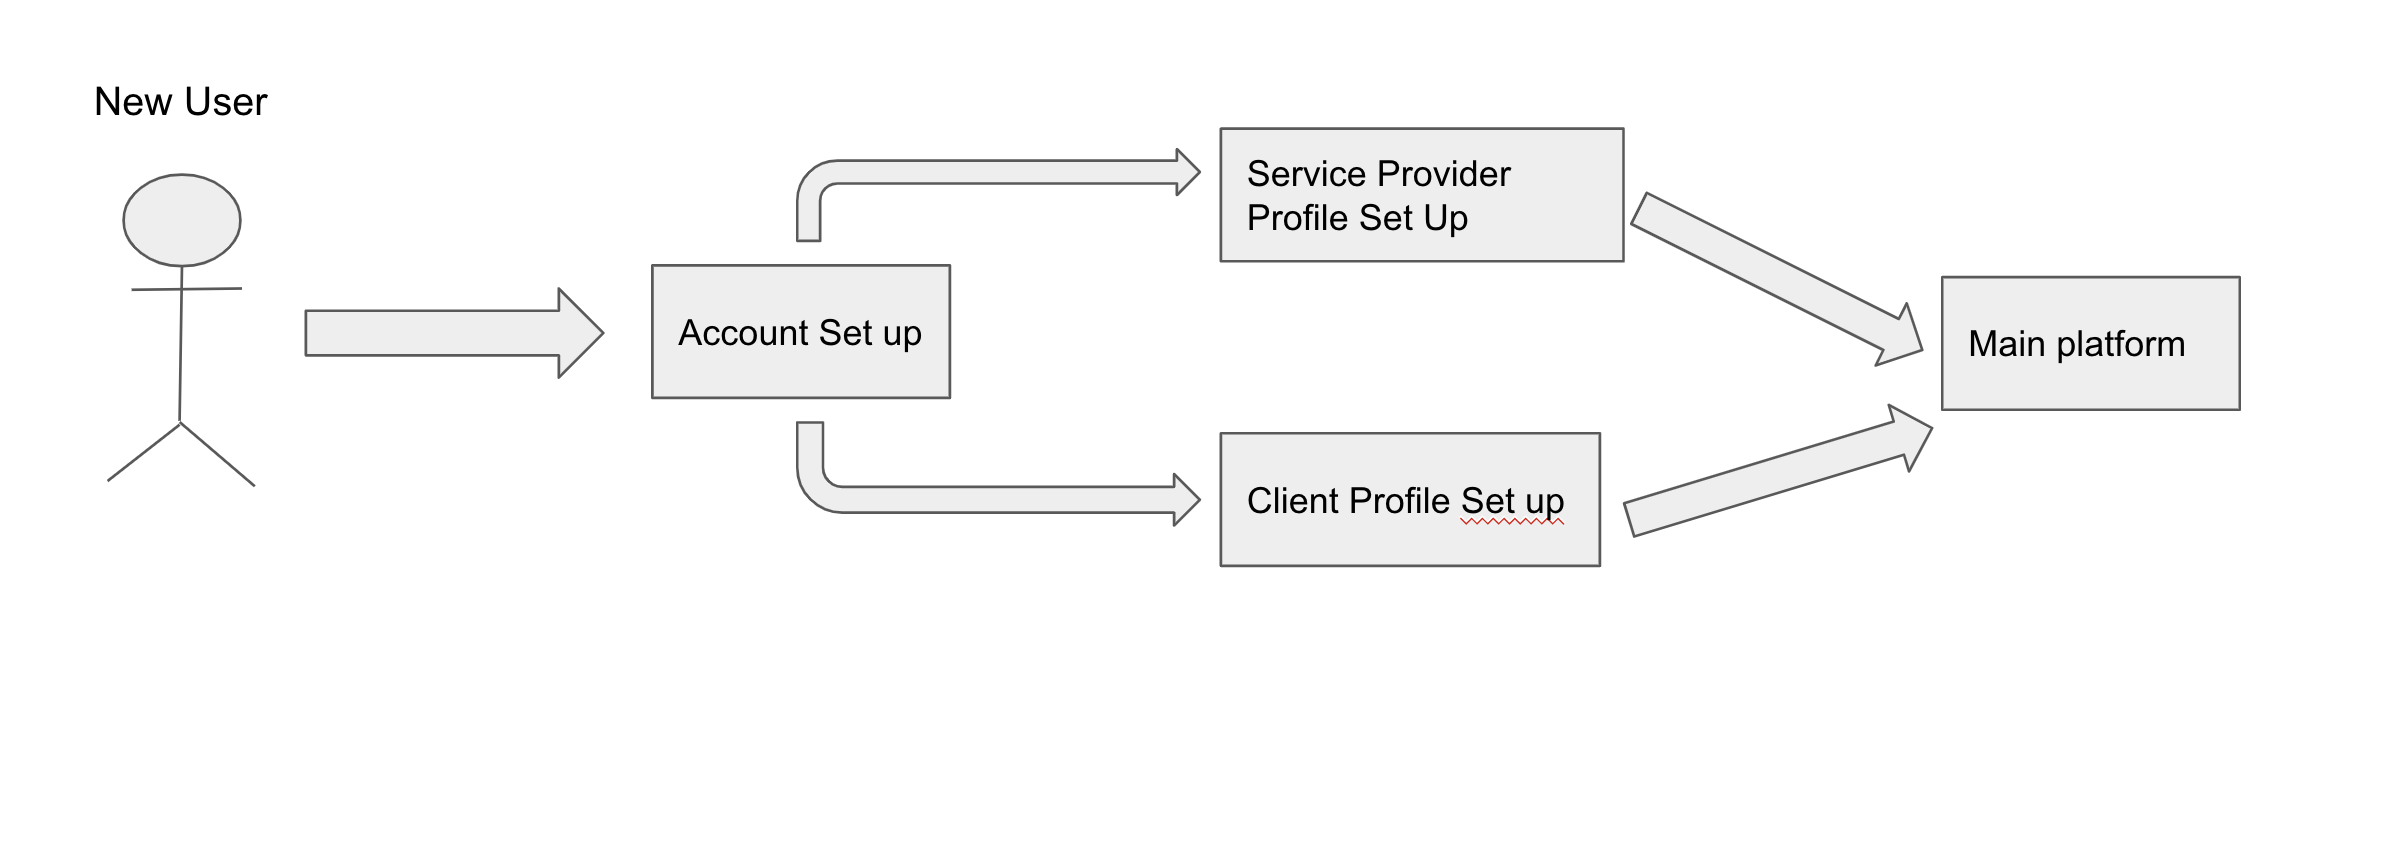 New User
Service Provider
Profile Set Up
Account Set up
Main platform
Client Profile Set up